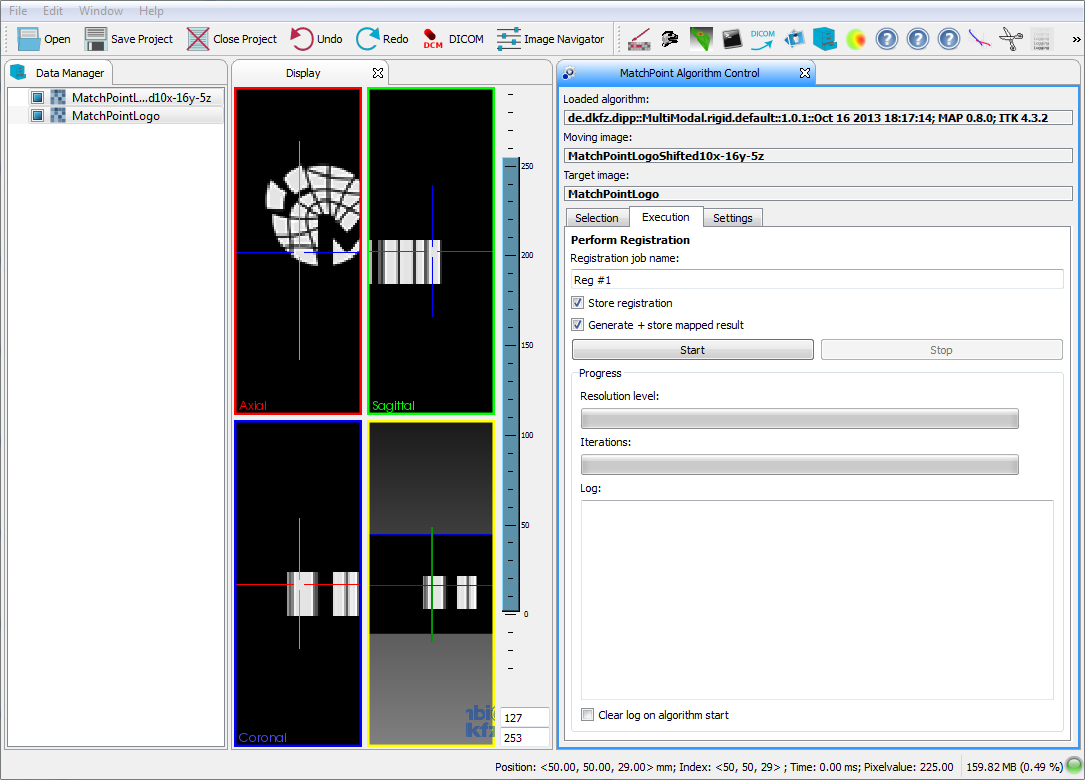 File Edit Window Help
Open Save Project Close Project Undo Redo DCM DICOM Image Navigator DICOM »
Data Manager
MatchPointL...d10x-16y-5z
MatchPointLogo
Display
Axial
Sagittal
Coronal
250
200
150
100
50
0
127
253
MatchPoint Algorithm Control
Loaded algorithm:
de.dkfz.dipp::MultiModal.rigid.default::1.0.1::Oct 16 2013 18:17:14; MAP 0.8.0; ITK 4.3.2
Moving image:
MatchPointLogoShifted10x-16y-5z
Target image:
MatchPointLogo
Selection Execution Settings
Perform Registration
Registration job name:
Reg #1
Store registration
Generate + store mapped result
Start Stop
Progress
Resolution level:
Iterations:
Log:
Clear log on algorithm start
Position: <50.00, 50.00, 29.00> mm; Index: <50, 50, 29> ; Time: 0.00 ms; Pixelvalue: 225.00 159.82 MB (0.49 %)